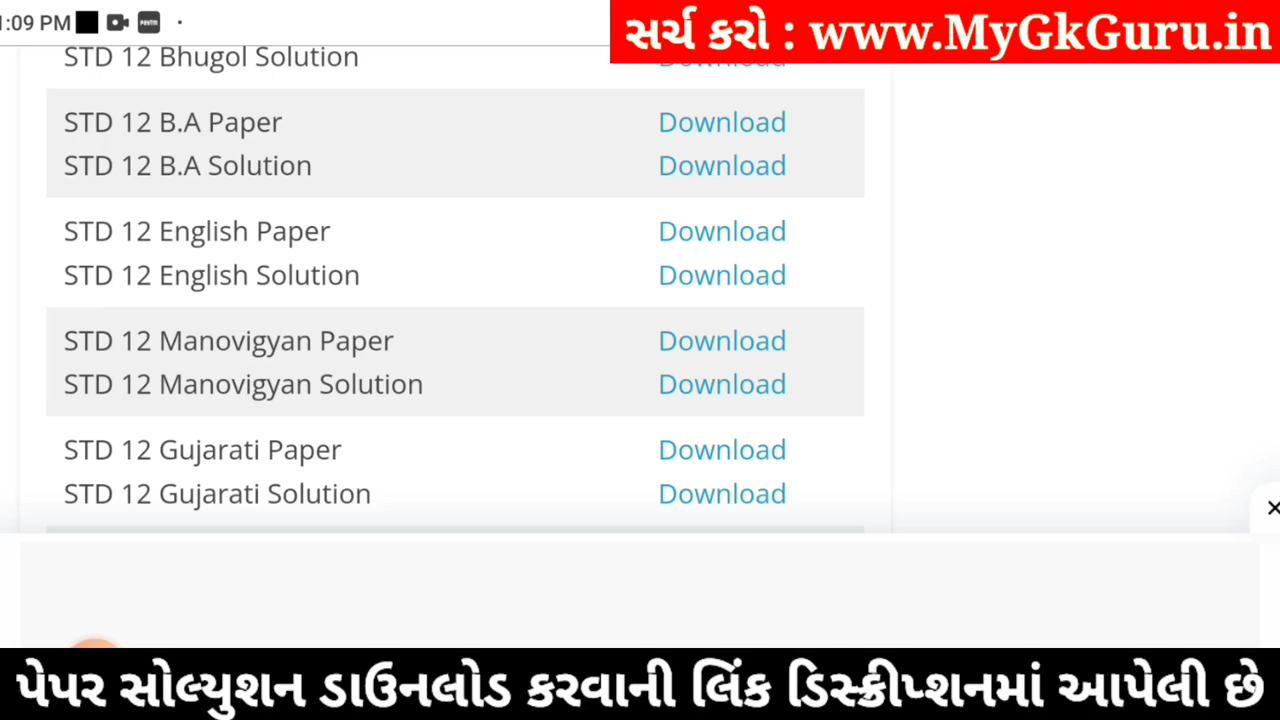 1:09 PM
સર્ચ કરો : www.MyGkGuru.in
STD 12 Bhugol Solution Download
STD 12 B.A Paper Download
STD 12 B.A Solution Download
STD 12 English Paper Download
STD 12 English Solution Download
STD 12 Manovigyan Paper Download
STD 12 Manovigyan Solution Download
STD 12 Gujarati Paper Download
STD 12 Gujarati Solution Download
પેપર સોલ્યુશન ડાઉનલોડ કરવાની લિંક ડિસ્ક્રીપ્શનમાં આપેલી છે